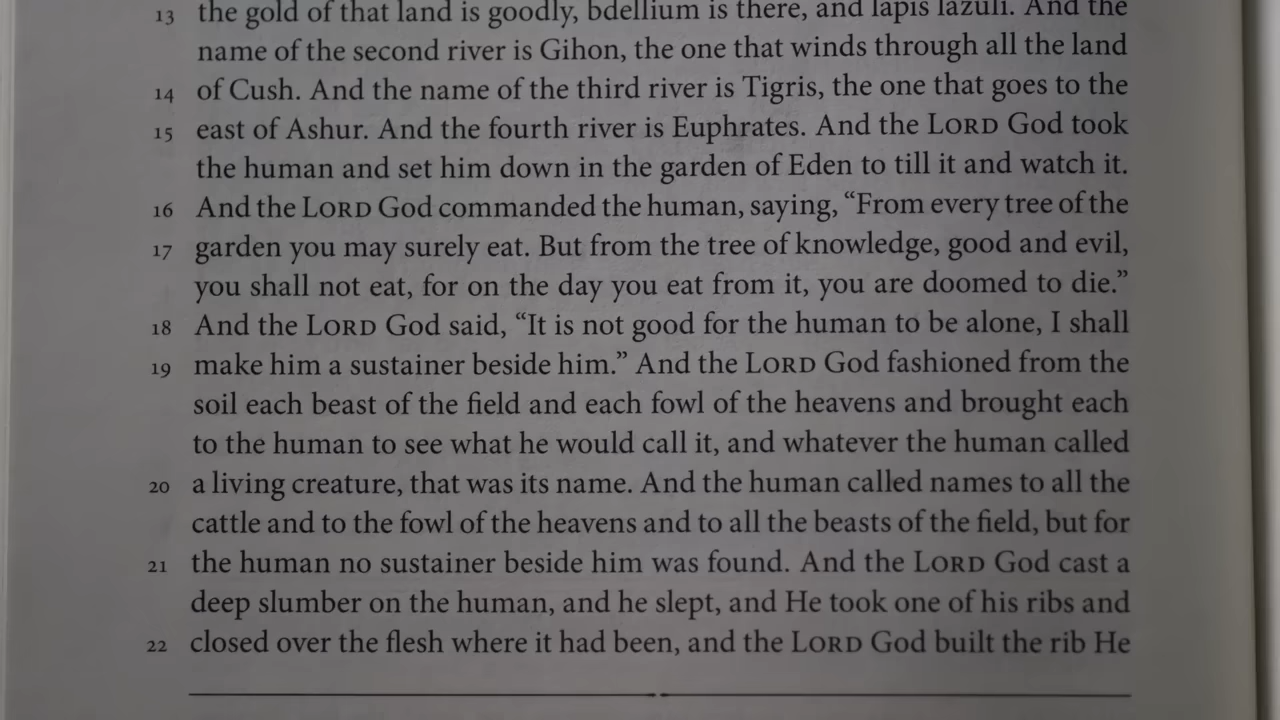 13 the gold of that land is goodly, bdellium is there, and lapis lazuli. And the
name of the second river is Gihon, the one that winds through all the land
14 of Cush. And the name of the third river is Tigris, the one that goes to the
15 east of Ashur. And the fourth river is Euphrates. And the LORD God took
the human and set him down in the garden of Eden to till it and watch it.
16 And the LORD God commanded the human, saying, “From every tree of the
17 garden you may surely eat. But from the tree of knowledge, good and evil,
you shall not eat, for on the day you eat from it, you are doomed to die.”
18 And the LORD God said, “It is not good for the human to be alone, I shall
19 make him a sustainer beside him.” And the LORD God fashioned from the
soil each beast of the field and each fowl of the heavens and brought each
to the human to see what he would call it, and whatever the human called
20 a living creature, that was its name. And the human called names to all the
cattle and to the fowl of the heavens and to all the beasts of the field, but for
21 the human no sustainer beside him was found. And the LORD God cast a
deep slumber on the human, and he slept, and He took one of his ribs and
22 closed over the flesh where it had been, and the LORD God built the rib He